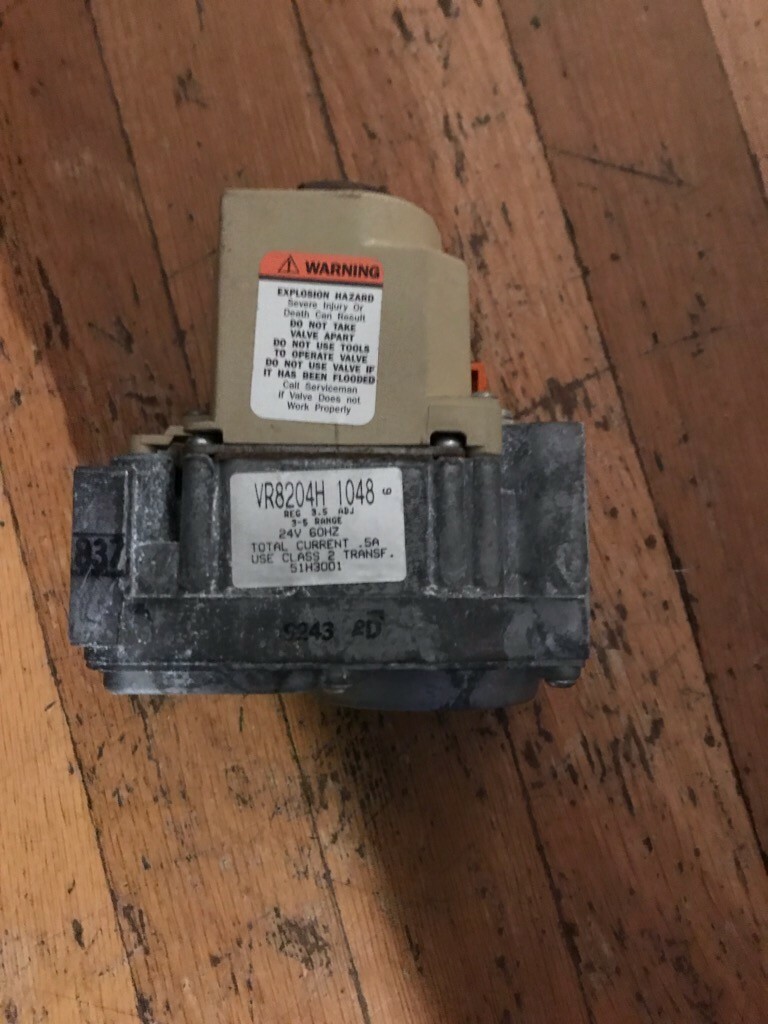 WARNING
EXPLOSION HAZARD
Severe Injury Or
Death Can Result
DO NOT TAKE
VALVE APART
DO NOT USE TOOLS
TO OPERATE VALVE
DO NOT USE VALVE IF
IT HAS BEEN FLOODED
Call Serviceman
if Valve Does not
Work Properly
VR8204H 1048 6
REG 3.5 ADJ
3-5 RANGE
24V 60HZ
TOTAL CURRENT .5A
USE CLASS 2 TRANSF.
51H3001
837
9243